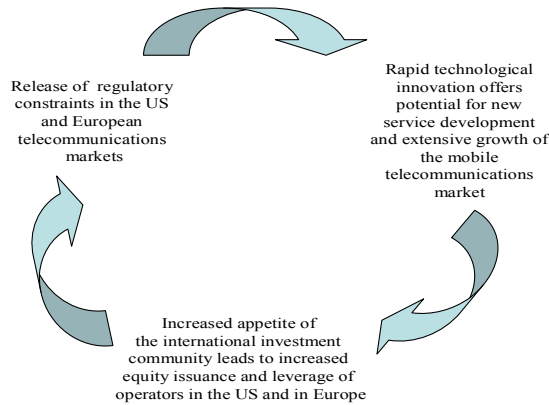 Release of regulatory
constraints in the US
and European
telecommunications
markets
Rapid technological
innovation offers
potential for new
service development
and extensive growth of
the mobile
telecommunications
market
Increased appetite of
the international investment
community leads to increased
equity issuance and leverage of
operators in the US and in Europe